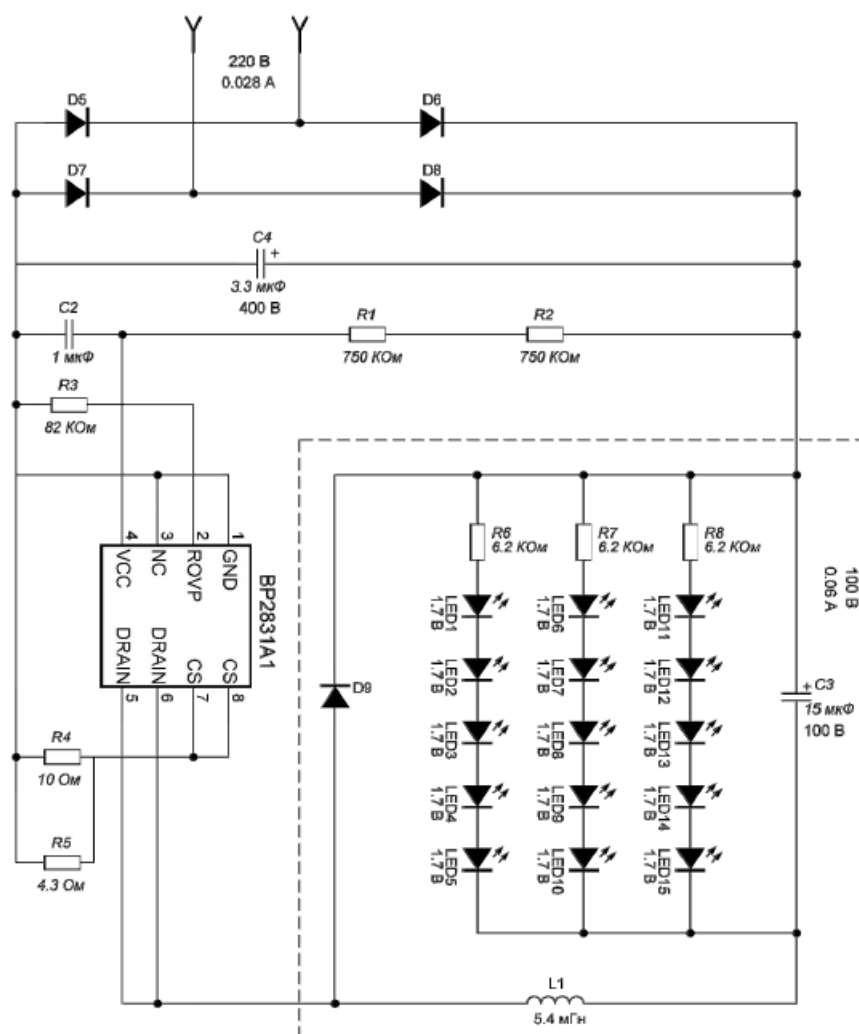 220 В
0.028 А
D5
D6
D7
D8
C4
+
3.3 мкФ
400 В
C2
1 мкФ
R1
750 КОм
R2
750 КОм
R3
82 КОм
4
3
2
1
VCC
NC
ROVP
GND
BP2831A1
DRAIN
DRAIN
CS
CS
5
6
7
8
R4
10 Ом
R5
4.3 Ом
D9
R6
6.2 КОм
R7
6.2 КОм
R8
6.2 КОм
100 В
0.06 А
LED1
1.7 В
LED6
1.7 В
LED11
1.7 В
LED2
1.7 В
LED7
1.7 В
LED12
1.7 В
LED3
1.7 В
LED8
1.7 В
LED13
1.7 В
LED4
1.7 В
LED9
1.7 В
LED14
1.7 В
LED5
1.7 В
LED10
1.7 В
LED15
1.7 В
+
C3
15 мкФ
100 В
L1
5.4 мГн